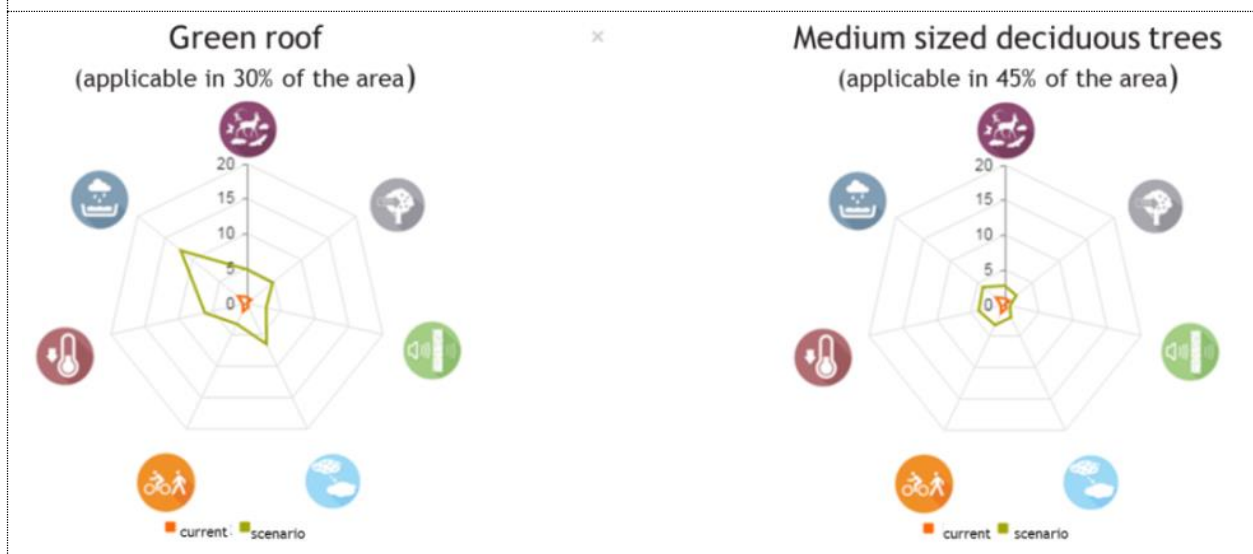 Green roof
(applicable in 30% of the area)
20
15
10
5
0
current
scenario
×
Medium sized deciduous trees
(applicable in 45% of the area)
20
15
10
5
0
current
scenario